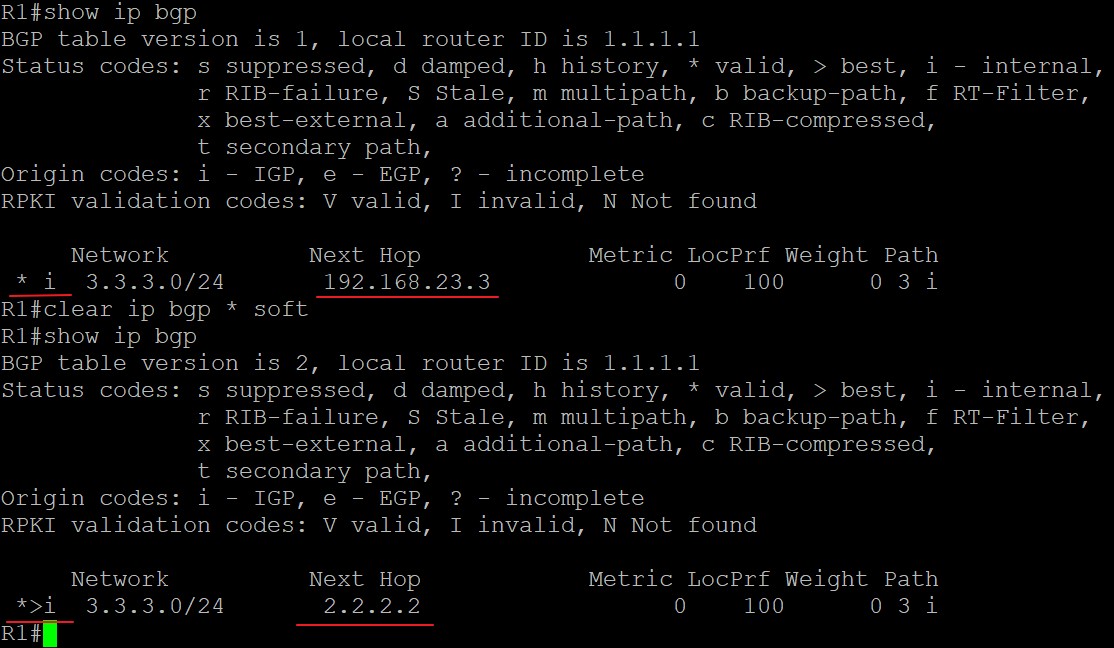 R1#show ip bgp
BGP table version is 1, local router ID is 1.1.1.1
Status codes: s suppressed, d damped, h history, * valid, > best, i - internal,
              r RIB-failure, S Stale, m multipath, b backup-path, f RT-Filter,
              x best-external, a additional-path, c RIB-compressed,
              t secondary path,
Origin codes: i - IGP, e - EGP, ? - incomplete
RPKI validation codes: V valid, I invalid, N Not found

     Network          Next Hop            Metric LocPrf Weight Path
 * i  3.3.3.0/24       192.168.23.3             0    100      0 3 i
R1#clear ip bgp * soft
R1#show ip bgp
BGP table version is 2, local router ID is 1.1.1.1
Status codes: s suppressed, d damped, h history, * valid, > best, i - internal,
              r RIB-failure, S Stale, m multipath, b backup-path, f RT-Filter,
              x best-external, a additional-path, c RIB-compressed,
              t secondary path,
Origin codes: i - IGP, e - EGP, ? - incomplete
RPKI validation codes: V valid, I invalid, N Not found

     Network          Next Hop            Metric LocPrf Weight Path
 *>i  3.3.3.0/24       2.2.2.2                  0    100      0 3 i
R1#